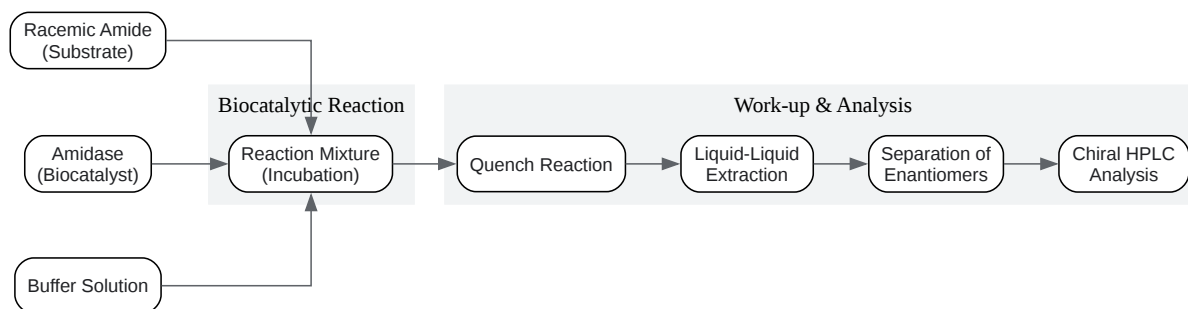 Racemic Amide
(Substrate)
Biocatalytic Reaction
Work-up & Analysis
Amidase
(Biocatalyst)
Reaction Mixture
(Incubation)
Quench Reaction
Liquid-Liquid
Extraction
Separation of
Enantiomers
Chiral HPLC
Analysis
Buffer Solution